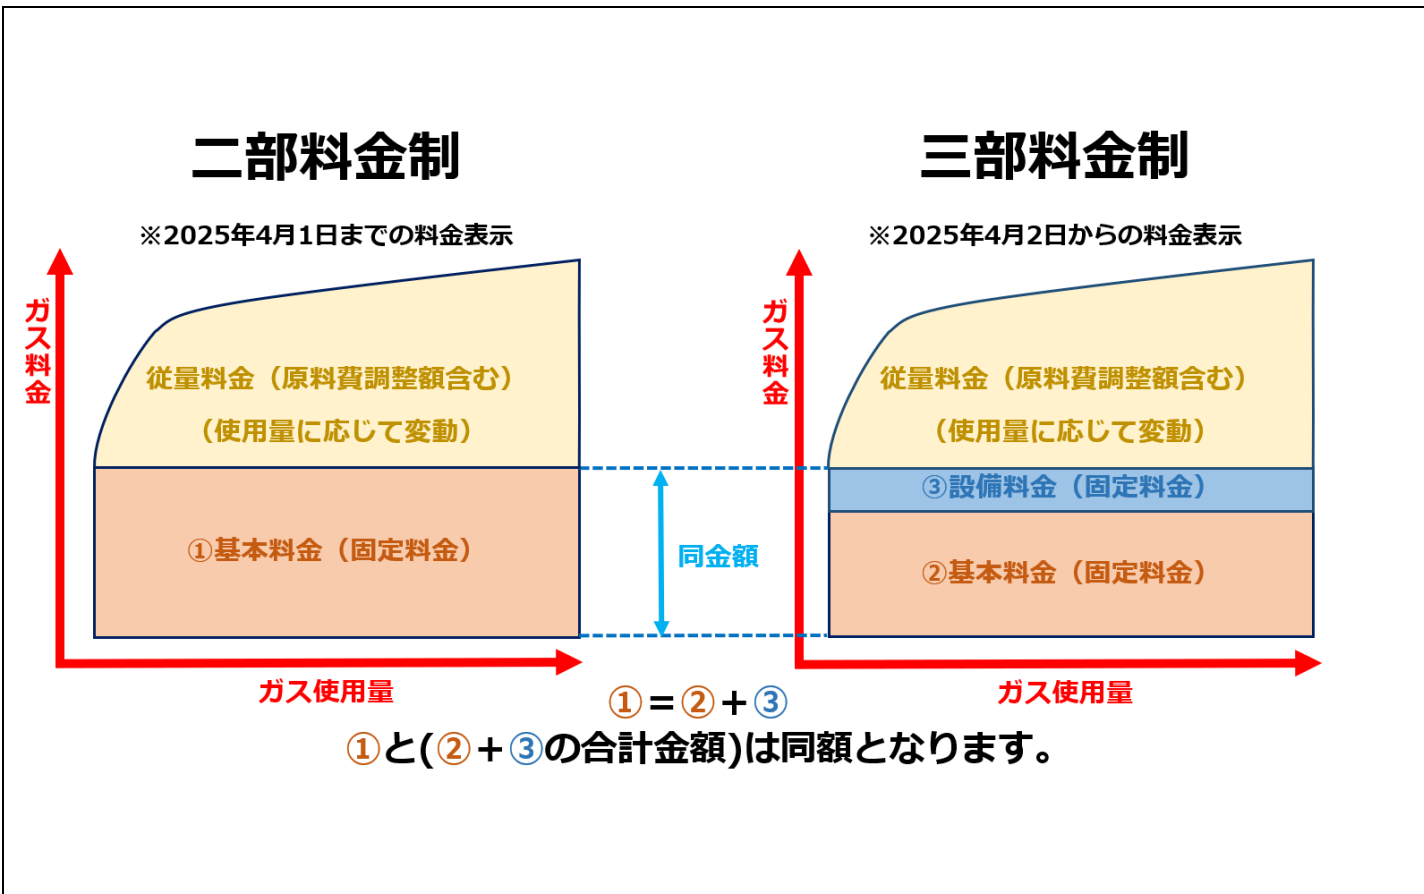 二部料金制
※2025年4月1日までの料金表示
ガス料金
従量料金（原料費調整額含む）
（使用量に応じて変動）
①基本料金（固定料金）
ガス使用量
同金額
三部料金制
※2025年4月2日からの料金表示
ガス料金
従量料金（原料費調整額含む）
（使用量に応じて変動）
③設備料金（固定料金）
②基本料金（固定料金）
ガス使用量
①＝②＋③
①と(②＋③の合計金額)は同額となります。